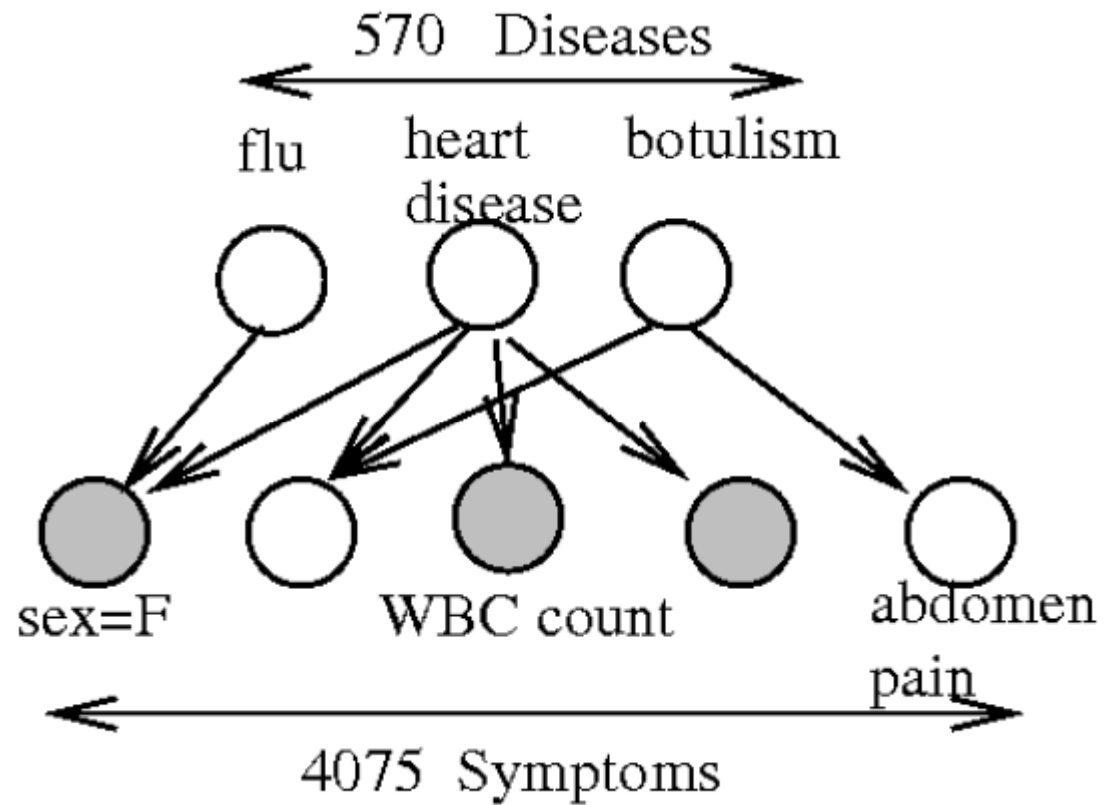 570 Diseases
flu
heart
disease
botulism
sex=F
WBC count
abdomen
pain
4075 Symptoms